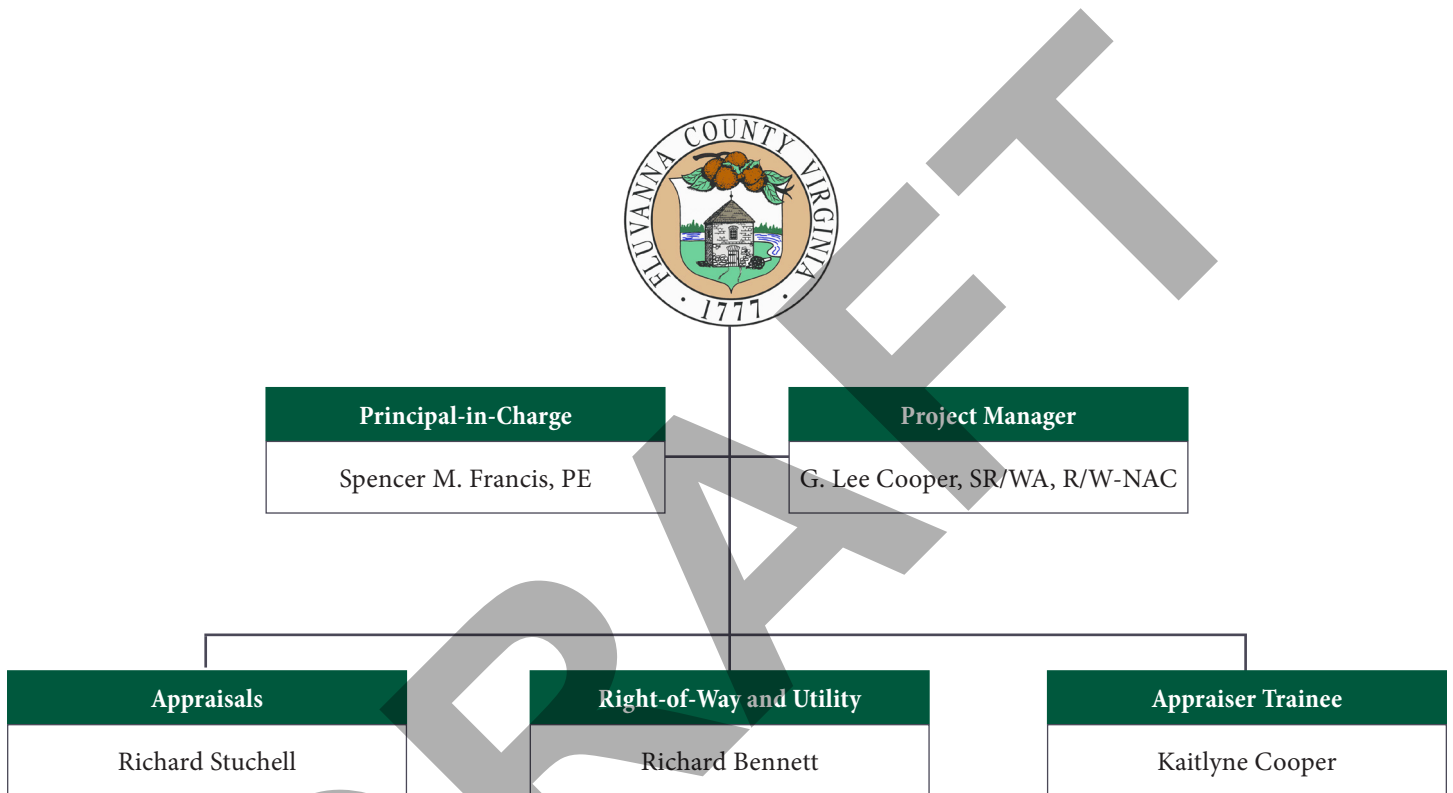 FLUVANNA COUNTY VIRGINIA
· 1777 ·
Principal-in-Charge
Spencer M. Francis, PE
Project Manager
G. Lee Cooper, SR/WA, R/W-NAC
Appraisals
Richard Stuchell
Right-of-Way and Utility
Richard Bennett
Appraiser Trainee
Kaitlyne Cooper
DRAFT